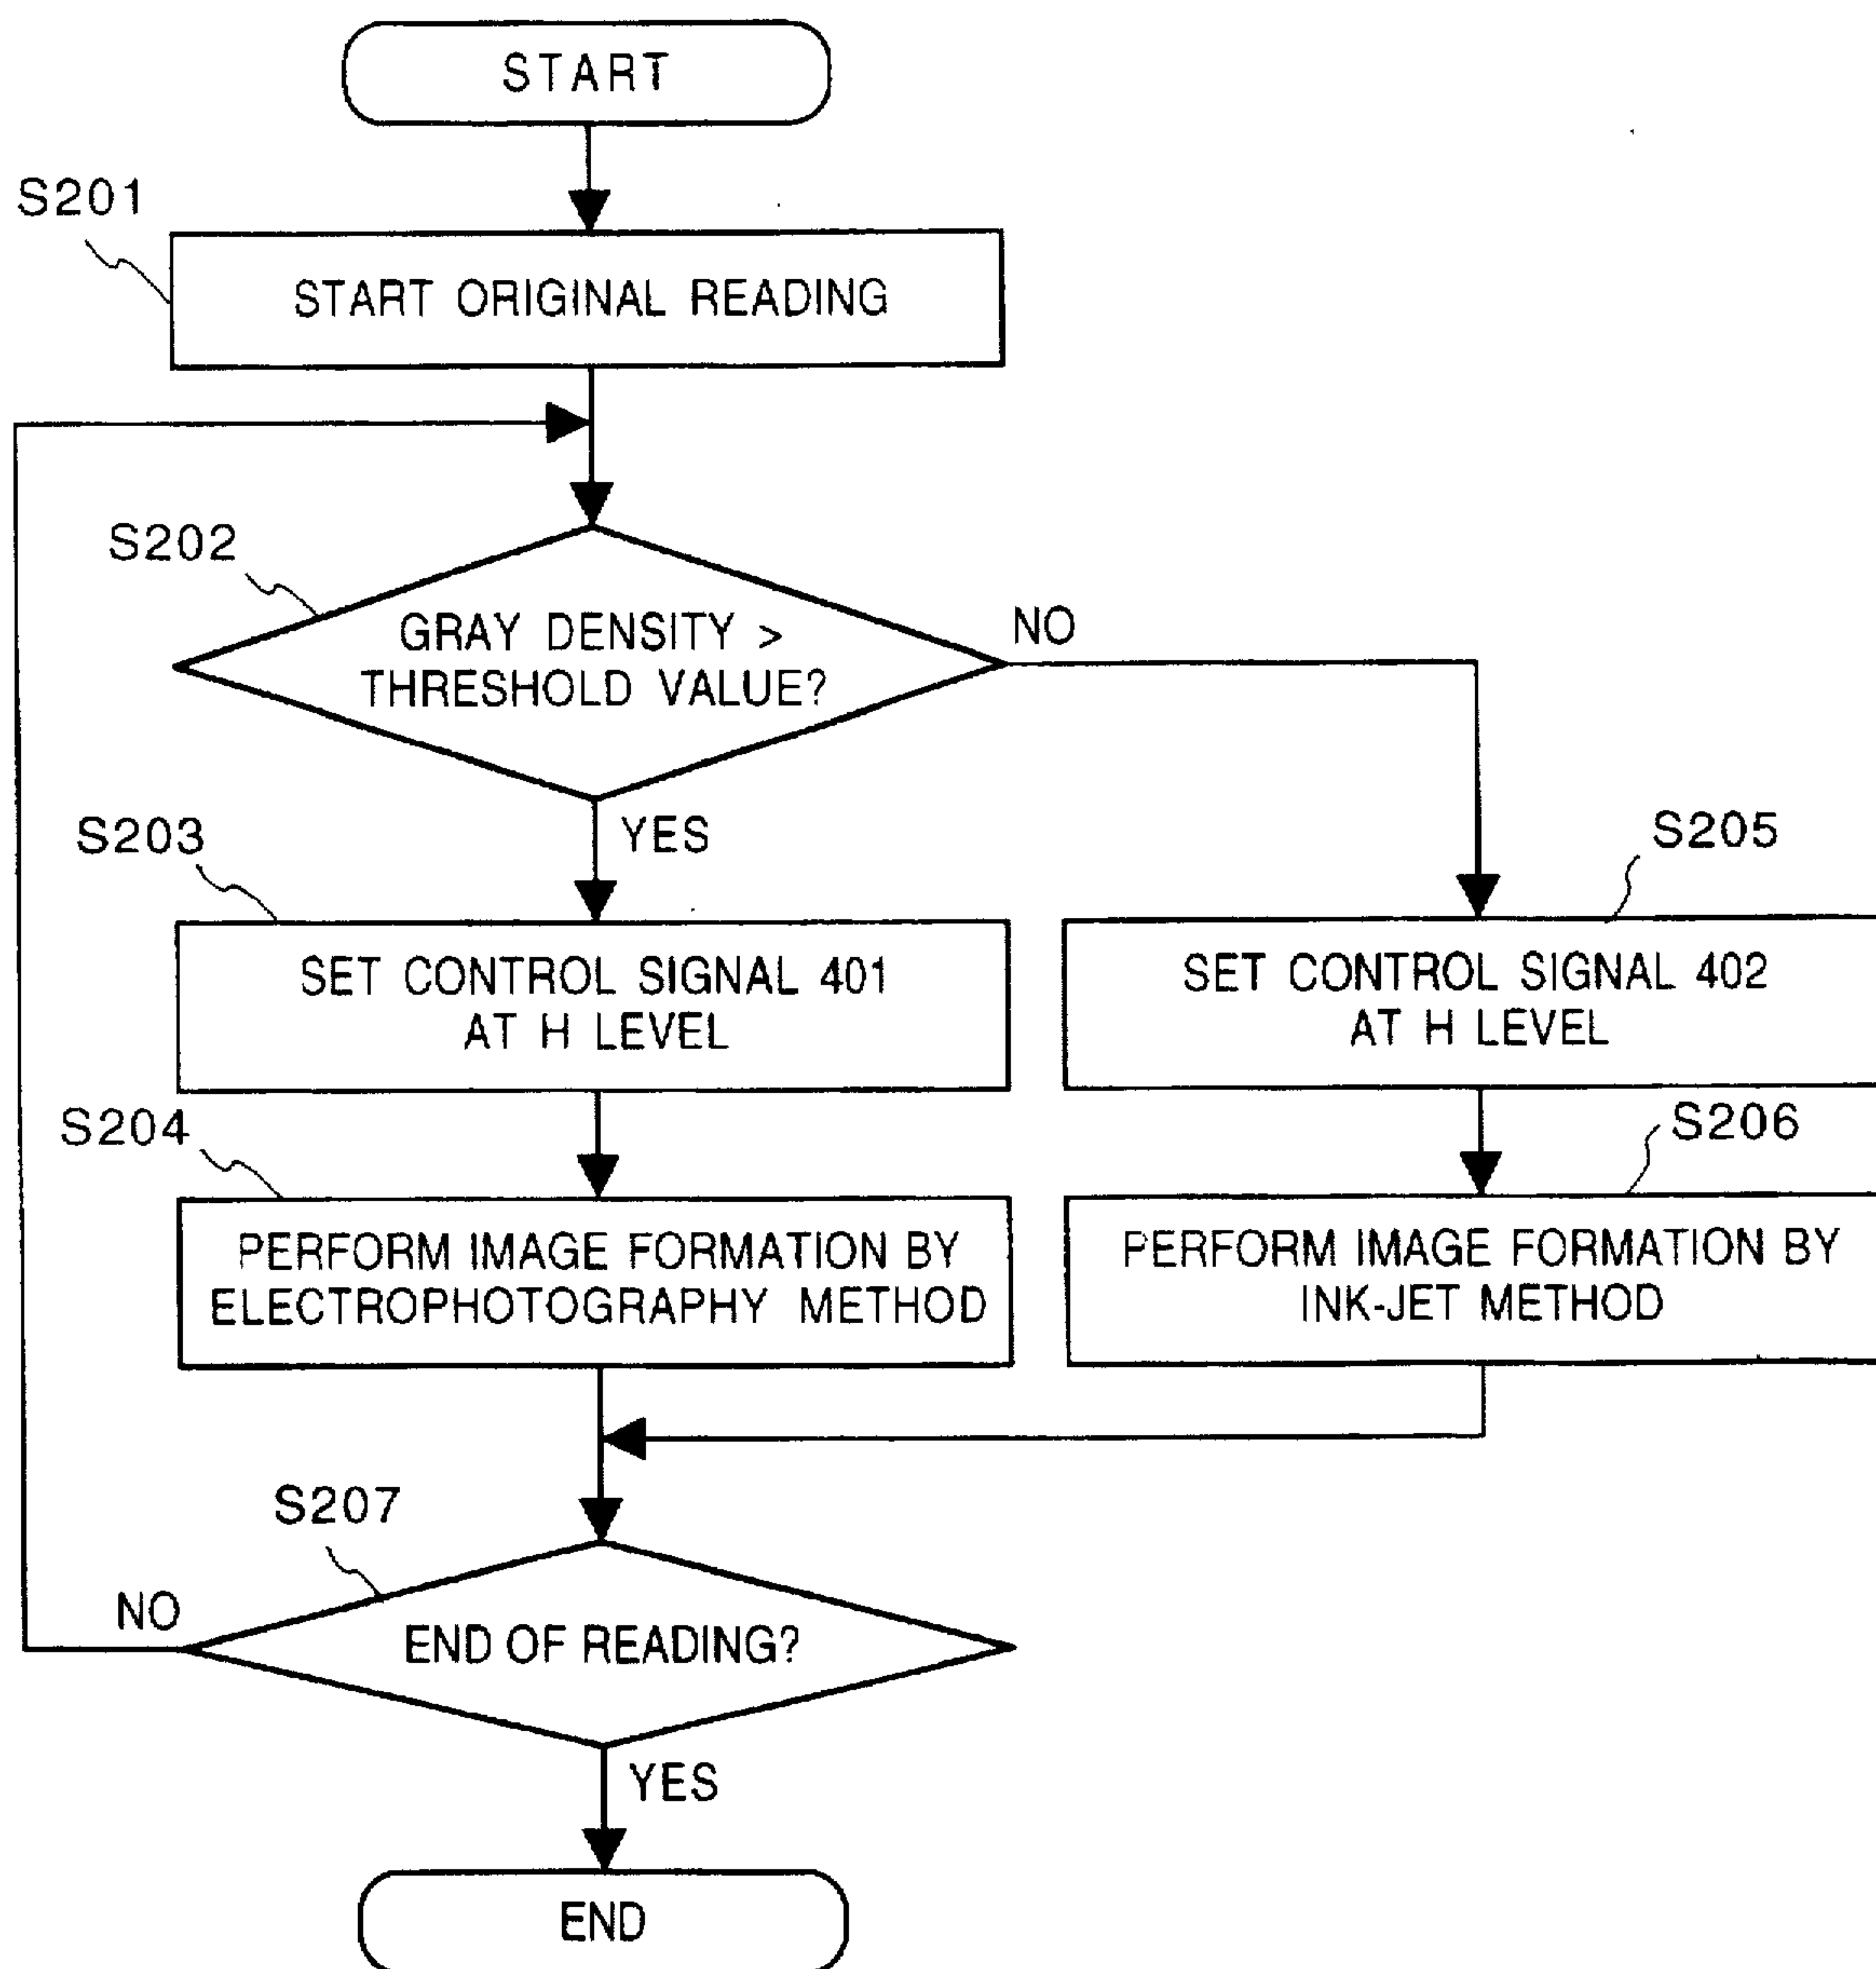 START
S201
START ORIGINAL READING
S202
GRAY DENSITY >
THRESHOLD VALUE?
NO
YES
S203
SET CONTROL SIGNAL 401
AT H LEVEL
S205
SET CONTROL SIGNAL 402
AT H LEVEL
S204
PERFORM IMAGE FORMATION BY
ELECTROPHOTOGRAPHY METHOD
S206
PERFORM IMAGE FORMATION BY
INK-JET METHOD
S207
NO
END OF READING?
YES
END